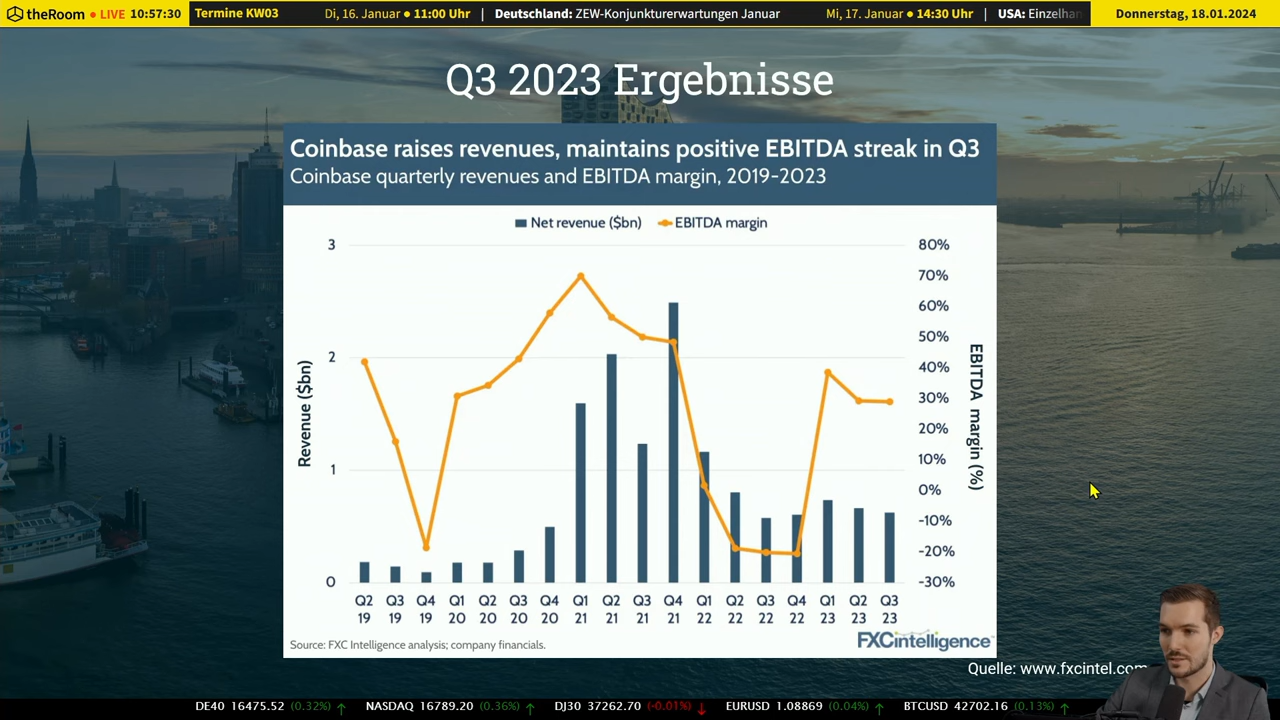 theRoom ● LIVE 10:57:30
Termine KW03
Di, 16. Januar ● 11:00 Uhr | Deutschland: ZEW-Konjunkturerwartungen Januar
Mi, 17. Januar ● 14:30 Uhr | USA: Einzelhan
Donnerstag, 18.01.2024
Q3 2023 Ergebnisse
Coinbase raises revenues, maintains positive EBITDA streak in Q3
Coinbase quarterly revenues and EBITDA margin, 2019-2023
Net revenue ($bn) EBITDA margin
Revenue ($bn)
3
2
1
0
80%
70%
60%
50%
40%
30%
20%
10%
0%
-10%
-20%
-30%
EBITDA margin (%)
Q2 Q3 Q4 Q1 Q2 Q3 Q4 Q1 Q2 Q3 Q4 Q1 Q2 Q3 Q4 Q1 Q2 Q3
19 19 19 20 20 20 20 21 21 21 21 22 22 22 22 23 23 23
Source: FXC Intelligence analysis; company financials.
FXCintelligence
Quelle: www.fxcintel.com
DE40 16475.52 (0.32%) ↑ NASDAQ 16789.20 (0.36%) ↑ DJ30 37262.70 (-0.01%) ↓ EURUSD 1.08869 (0.04%) ↑ BTCUSD 42702.16 (0.13%) ↑